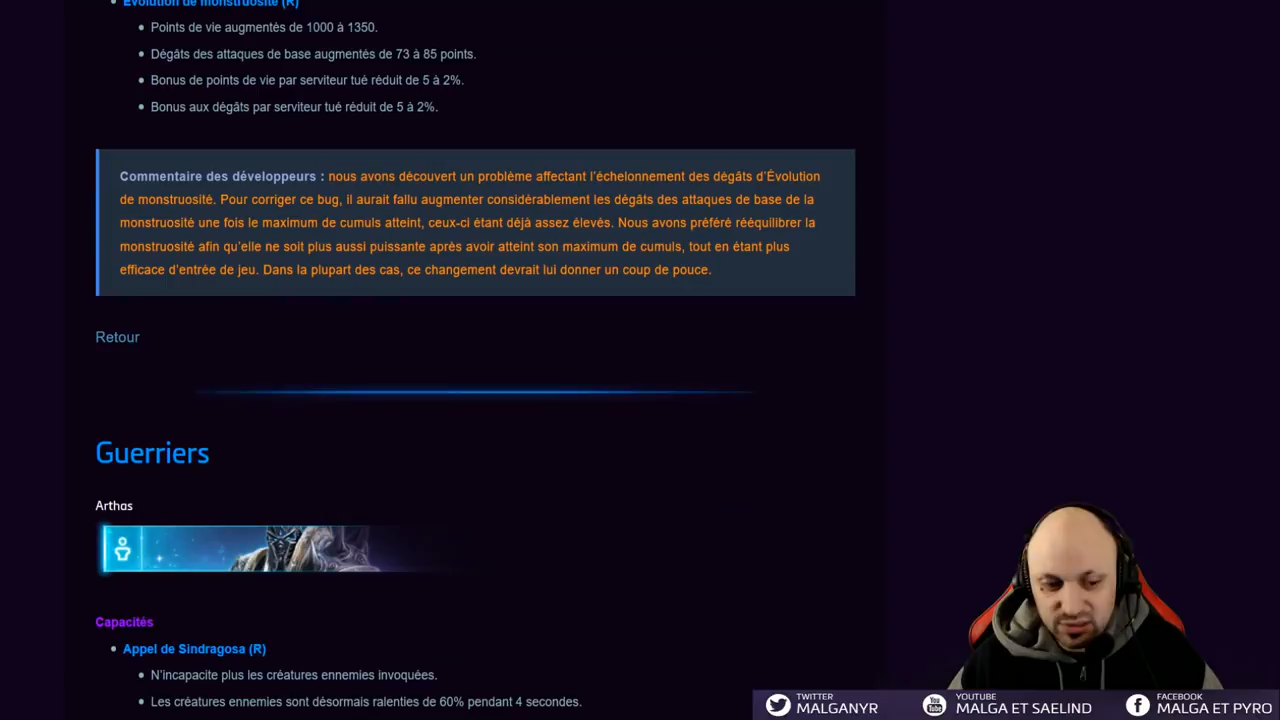 Évolution de monstruosité (R)
Points de vie augmentés de 1000 à 1350.
Dégâts des attaques de base augmentés de 73 à 85 points.
Bonus de points de vie par serviteur tué réduit de 5 à 2%.
Bonus aux dégâts par serviteur tué réduit de 5 à 2%.
Commentaire des développeurs : nous avons découvert un problème affectant l’échelonnement des dégâts d’Évolution
de monstruosité. Pour corriger ce bug, il aurait fallu augmenter considérablement les dégâts des attaques de base de la
monstruosité une fois le maximum de cumuls atteint, ceux-ci étant déjà assez élevés. Nous avons préféré rééquilibrer la
monstruosité afin qu’elle ne soit plus aussi puissante après avoir atteint son maximum de cumuls, tout en étant plus
efficace d’entrée de jeu. Dans la plupart des cas, ce changement devrait lui donner un coup de pouce.
Retour
Guerriers
Arthas
Capacités
Appel de Sindragosa (R)
N’incapacite plus les créatures ennemies invoquées.
Les créatures ennemies sont désormais ralenties de 60% pendant 4 secondes.
TWITTER
MALGANYR
YOUTUBE
MALGA ET SAELIND
FACEBOOK
MALGA ET PYRO